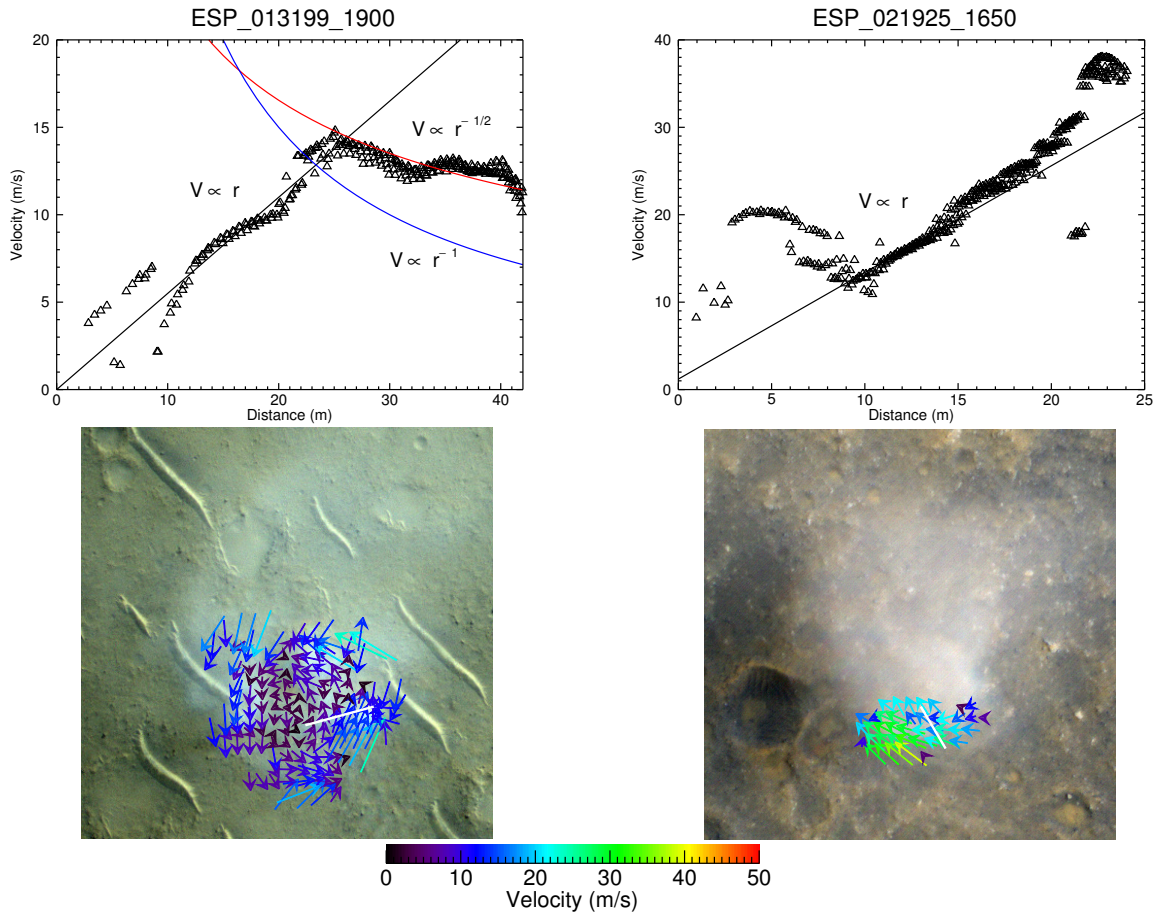 ESP_013199_1900
20
15
10
5
0
Velocity (m/s)
V ∝ r
V ∝ r^-1/2
V ∝ r^-1
0 10 20 30 40
Distance (m)
ESP_021925_1650
40
30
20
10
0
Velocity (m/s)
V ∝ r
0 5 10 15 20 25
Distance (m)
0 10 20 30 40 50
Velocity (m/s)